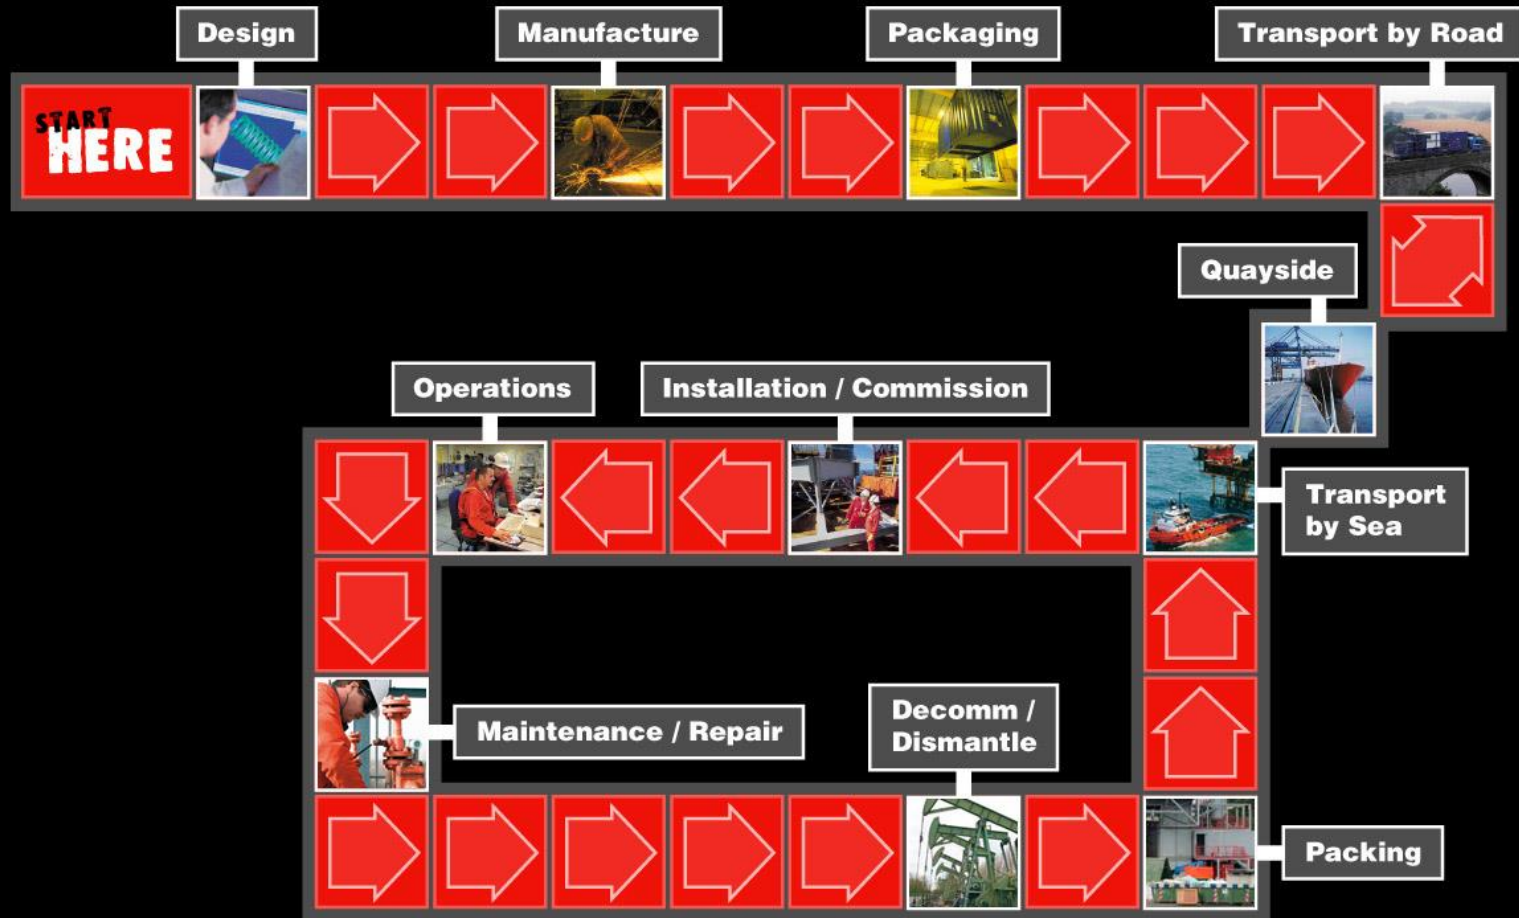 Design
Manufacture
Packaging
Transport by Road
START
HERE
Quayside
Operations
Installation / Commission
Transport
by Sea
Maintenance / Repair
Decomm /
Dismantle
Packing